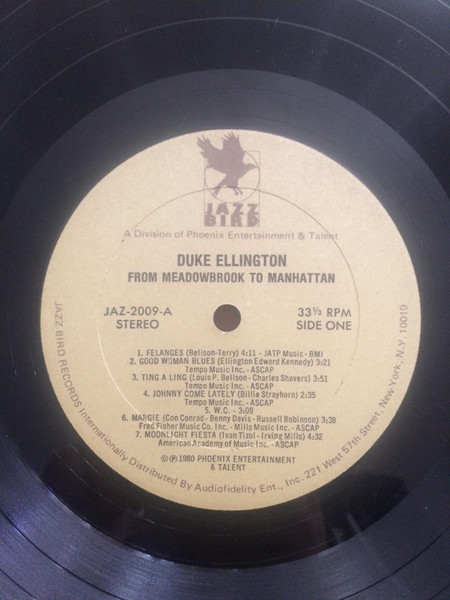 JAZZ
BIRD
A Division of Phoenix Entertainment & Talent
DUKE ELLINGTON
FROM MEADOWBROOK TO MANHATTAN
JAZ-2009-A
STEREO
33⅓ RPM
SIDE ONE
1. FELANGES (Bellson-Terry) 4:11 - JATP Music - BMI
2. GOOD WOMAN BLUES (Ellington Edward Kennedy) 3:21
Tempo Music Inc. - ASCAP
3. TING A LING (Louis P. Bellson - Charles Shavers) 3:51
Tempo Music Inc. - ASCAP
4. JOHNNY COME LATELY (Billie Strayhorn) 2:35
Tempo Music Inc. - ASCAP
5. W.C. - 3:09
6. MARGIE (Con Conrad - Benny Davis - Russell Robinson) 3:38
Fred Fisher Music Co. Inc. - Mills Music Inc. - ASCAP
7. MOONLIGHT FIESTA (Ivan Tizol - Irving Mills) 4:32
American Academy of Music Inc. - ASCAP
©℗1980 PHOENIX ENTERTAINMENT
& TALENT
JAZZ BIRD RECORDS Internationally Distributed By Audiofidelity Ent., Inc. 221 West 57th Street, New York, N.Y. 10019